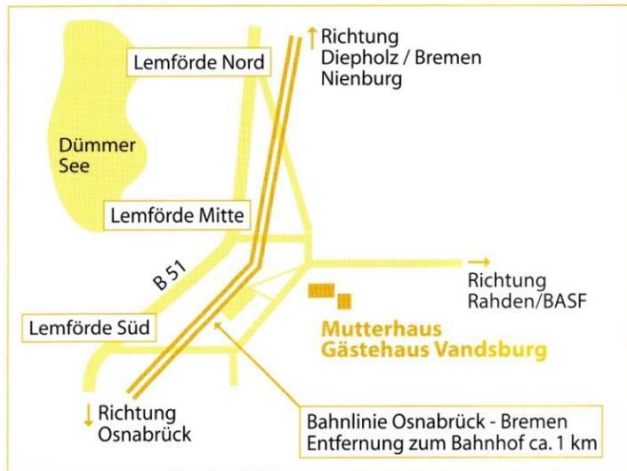 Lemförde Nord
Richtung
Diepholz / Bremen
Nienburg
Dümmer
See
Lemförde Mitte
B 51
Richtung
Rahden/BASF
Lemförde Süd
Mutterhaus
Gästehaus Vandsburg
Richtung
Osnabrück
Bahnlinie Osnabrück - Bremen
Entfernung zum Bahnhof ca. 1 km